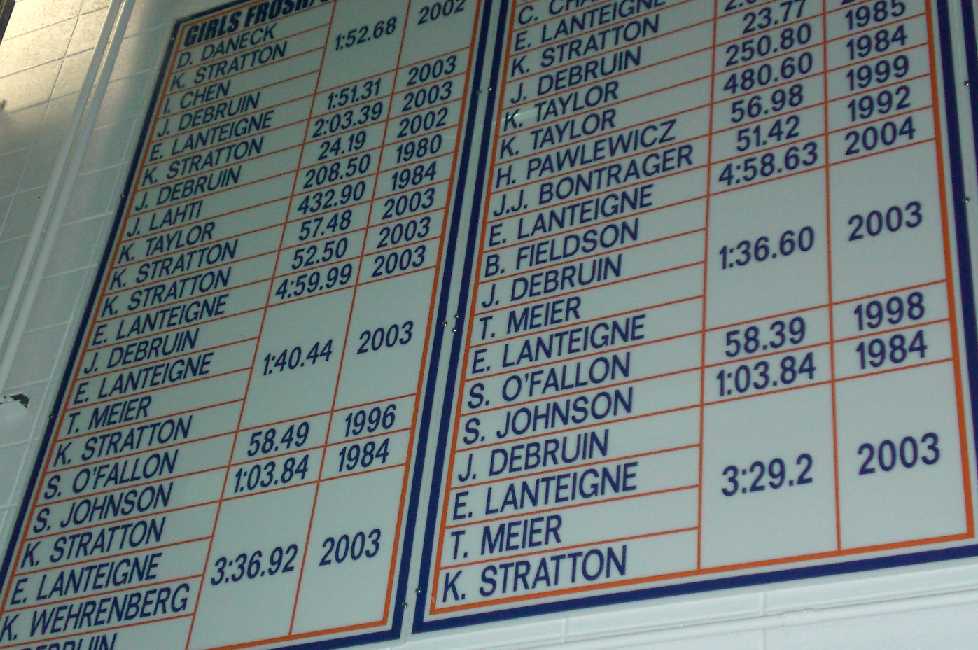 GIRLS FROSH
D. DANECK
K. STRATTON
1:52.68 2002
I. CHEN
J. DEBRUIN
E. LANTEIGNE 1:51.31 2003
K. STRATTON 2:03.39 2003
J. DEBRUIN 24.19 2002
J. LAHTI 208.50 1980
K. TAYLOR 432.90 1984
K. STRATTON 57.48 2003
K. STRATTON 52.50 2003
E. LANTEIGNE 4:59.99 2003
J. DEBRUIN
E. LANTEIGNE
1:40.44 2003
T. MEIER
K. STRATTON
S. O'FALLON 58.49 1996
S. JOHNSON 1:03.84 1984
K. STRATTON
E. LANTEIGNE
3:36.92 2003
K. WEHRENBERG
DEBRUIN
E. LANTEIGNE
K. STRATTON
J. DEBRUIN 23.77
K. TAYLOR 250.80 1985
K. TAYLOR 480.60 1984
H. PAWLEWICZ 56.98 1999
J.J. BONTRAGER 51.42 1992
E. LANTEIGNE 4:58.63 2004
B. FIELDSON
J. DEBRUIN
1:36.60 2003
T. MEIER
E. LANTEIGNE
S. O'FALLON 58.39 1998
S. JOHNSON 1:03.84 1984
J. DEBRUIN
E. LANTEIGNE
3:29.2 2003
T. MEIER
K. STRATTON